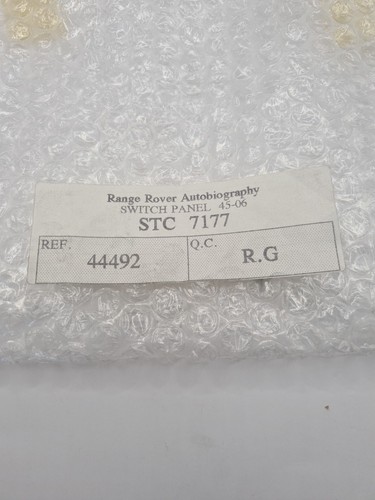 Range Rover Autobiography
SWITCH PANEL 45-06
STC 7177
REF. Q.C.
44492 R.G